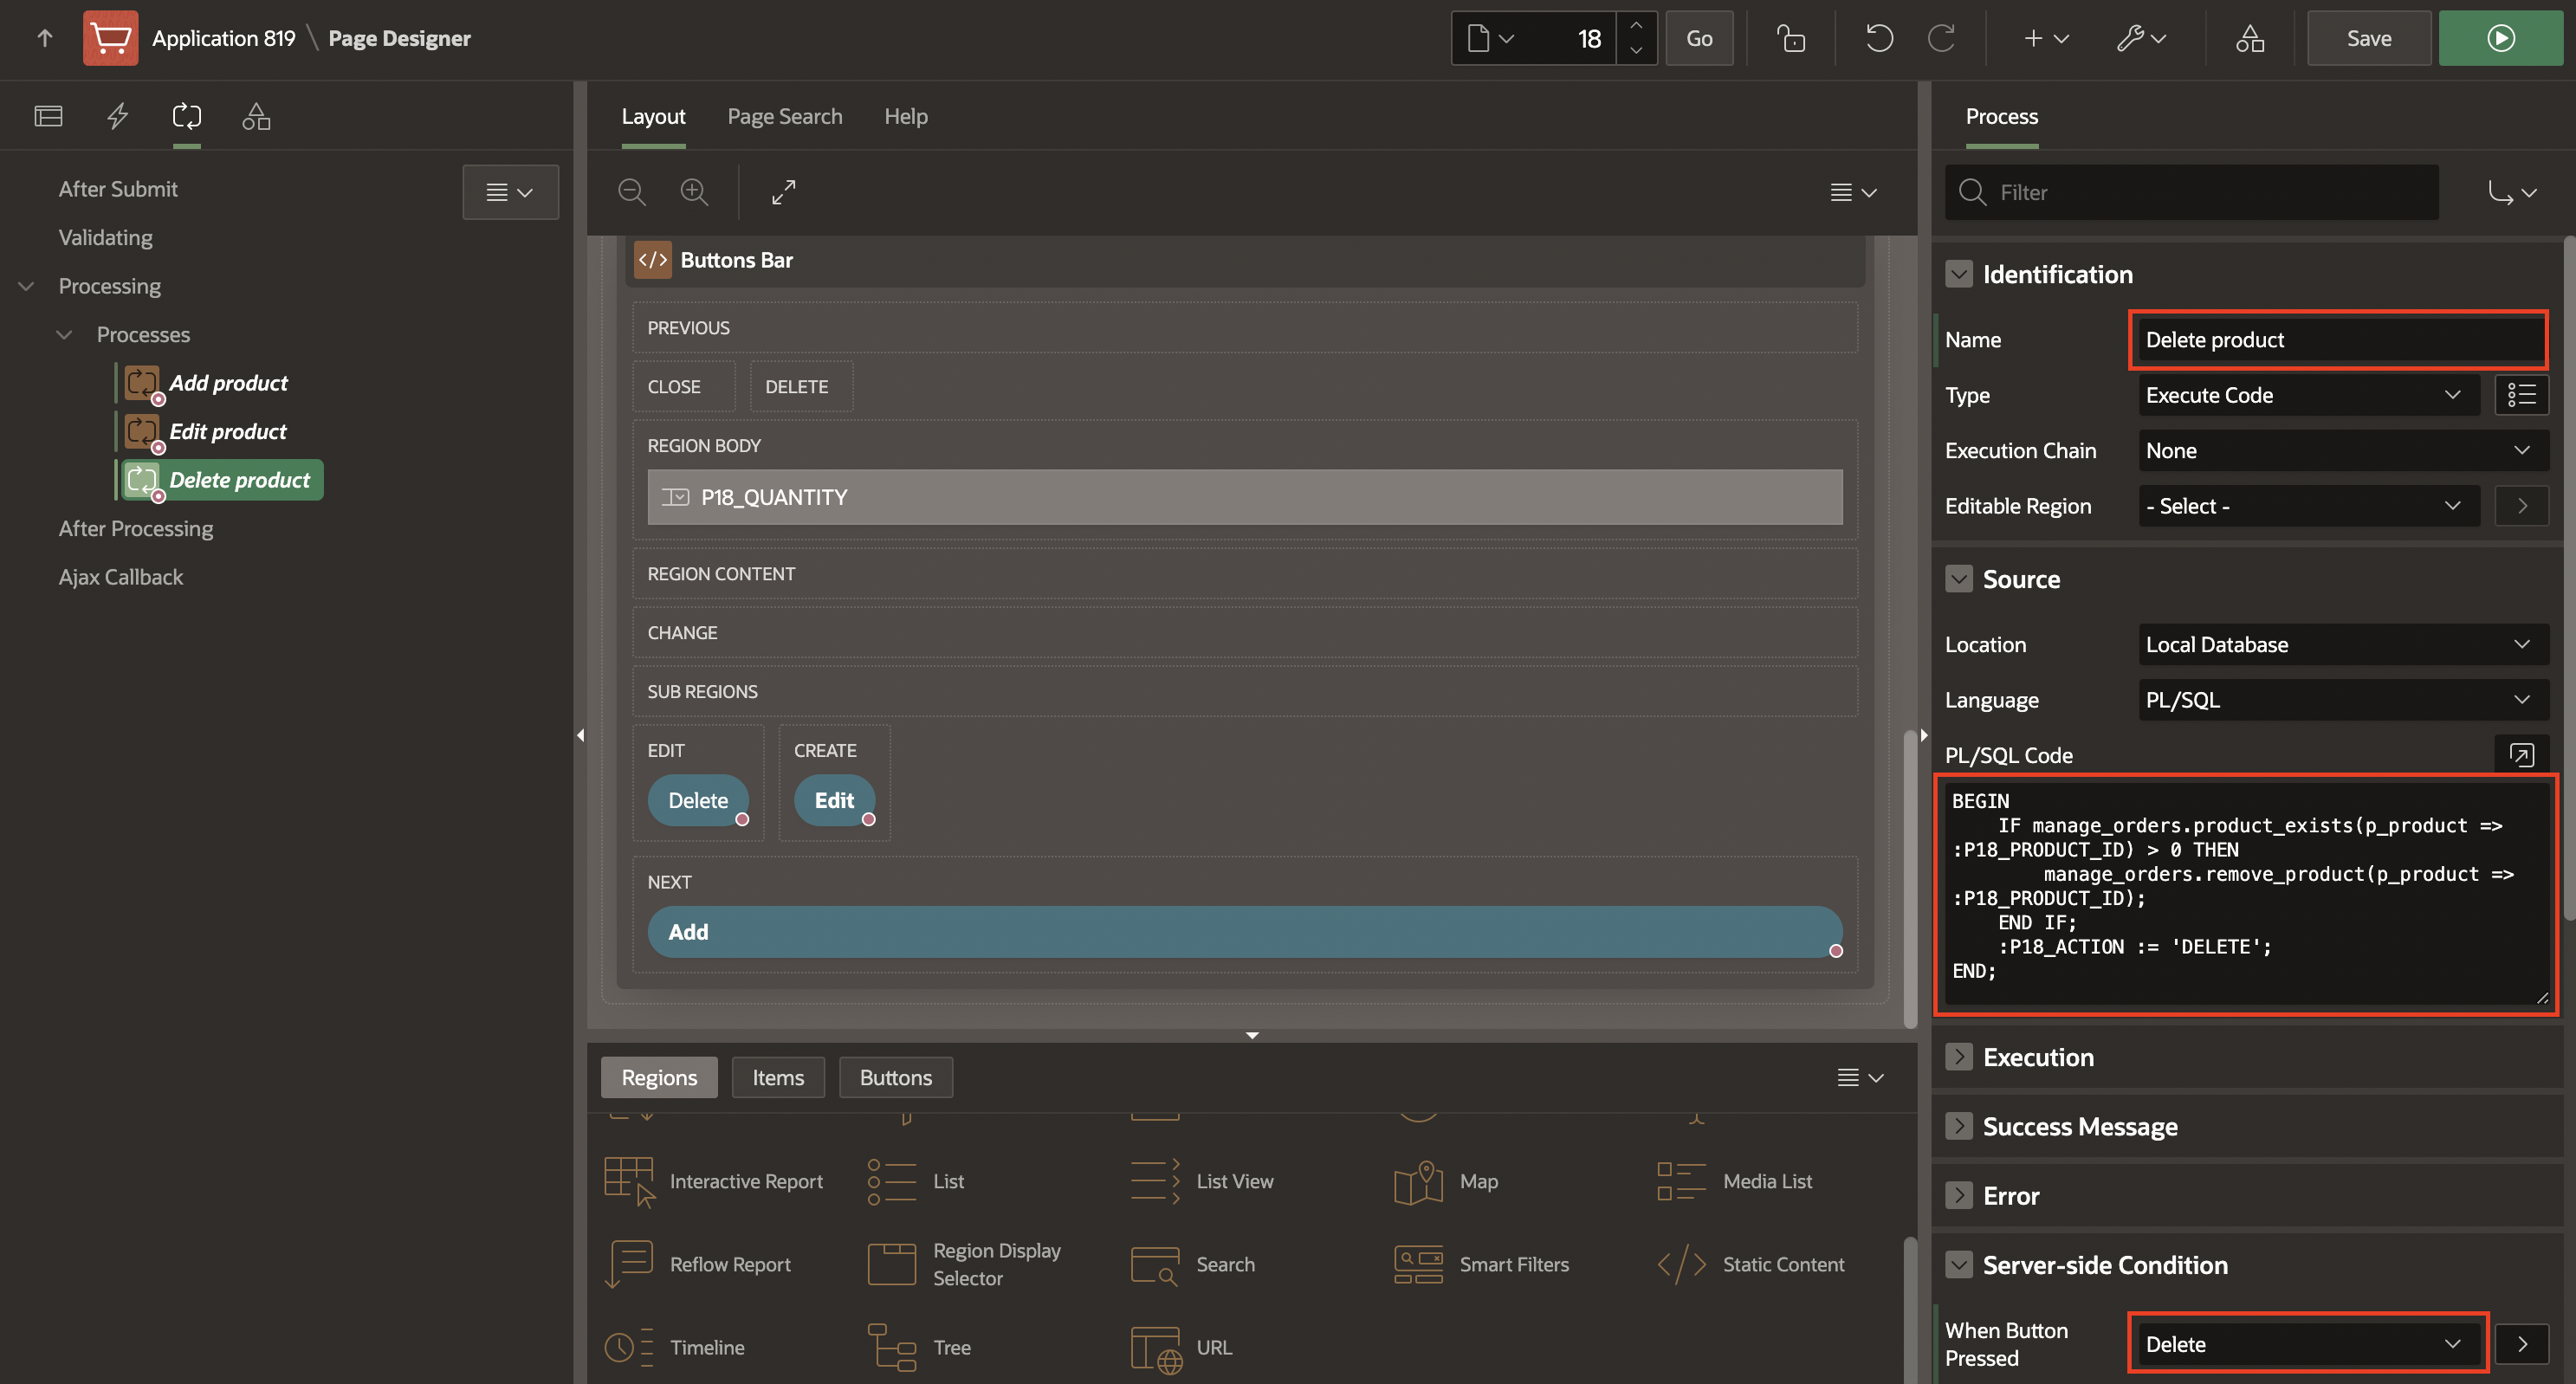 Application 819 \ Page Designer
18
Go
Save
After Submit
Validating
Processing
Processes
Add product
Edit product
Delete product
After Processing
Ajax Callback
Layout
Page Search
Help
</> Buttons Bar
PREVIOUS
CLOSE
DELETE
REGION BODY
P18_QUANTITY
REGION CONTENT
CHANGE
SUB REGIONS
EDIT
CREATE
Delete
Edit
NEXT
Add
Regions
Items
Buttons
Interactive Report
List
List View
Map
Media List
Reflow Report
Region Display
Selector
Search
Smart Filters
Static Content
Timeline
Tree
URL
Process
Filter
Identification
Name
Delete product
Type
Execute Code
Execution Chain
None
Editable Region
- Select -
Source
Location
Local Database
Language
PL/SQL
PL/SQL Code
BEGIN
IF manage_orders.product_exists(p_product =>
:P18_PRODUCT_ID) > 0 THEN
manage_orders.remove_product(p_product =>
:P18_PRODUCT_ID);
END IF;
:P18_ACTION := 'DELETE';
END;
Execution
Success Message
Error
Server-side Condition
When Button
Pressed
Delete